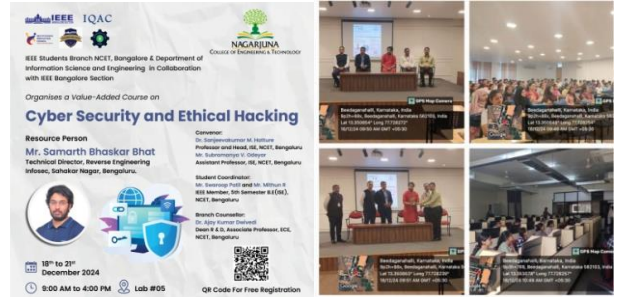 IEEE IQAC
NAGARJUNA
COLLEGE OF ENGINEERING & TECHNOLOGY
IEEE Students Branch NCET, Bangalore & Department of
Information Science and Engineering in Collaboration
with IEEE Bangalore Section
Organises a Value-Added Course on
Cyber Security and Ethical Hacking
Resource Person
Mr. Samarth Bhaskar Bhat
Technical Director, Reverse Engineering
Infosec, Sahakar Nagar, Bengaluru.
Convenor:
Dr. Sanjeevakumar M. Hatture
Professor and Head, ISE, NCET, Bengaluru
Mr. Subramanya V. Odeyar
Assistant Professor, ISE, NCET, Bengaluru
Student Coordinator:
Mr. Swaroop Patil and Mr. Mithun R
IEEE Member, 5th Semester B.E(ISE),
NCET, Bengaluru
Branch Counsellor:
Dr. Ajay Kumar Dwivedi
Dean R & D, Associate Professor, ECE,
NCET, Bengaluru
18th to 21st
December 2024
9:00 AM to 4:00 PM
Lab #05
QR Code For Free Registration
GPS Map Camera
Beedaganahalli, Karnataka, India
GPS Map Camera
Beedaganahalli, Karnataka, India
Beedaganahalli, Karnataka, India
Beedaganahalli, Karnataka, India